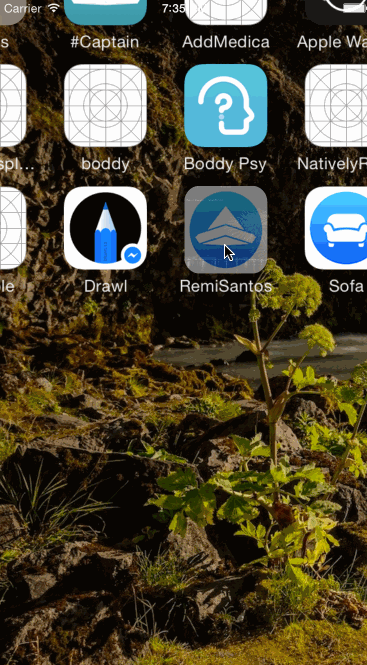 Carrier 7:35
s #Captain AddMedica Apple Wa
spl... boddy Boddy Psy NativelyR
le Drawl RemiSantos Sofa